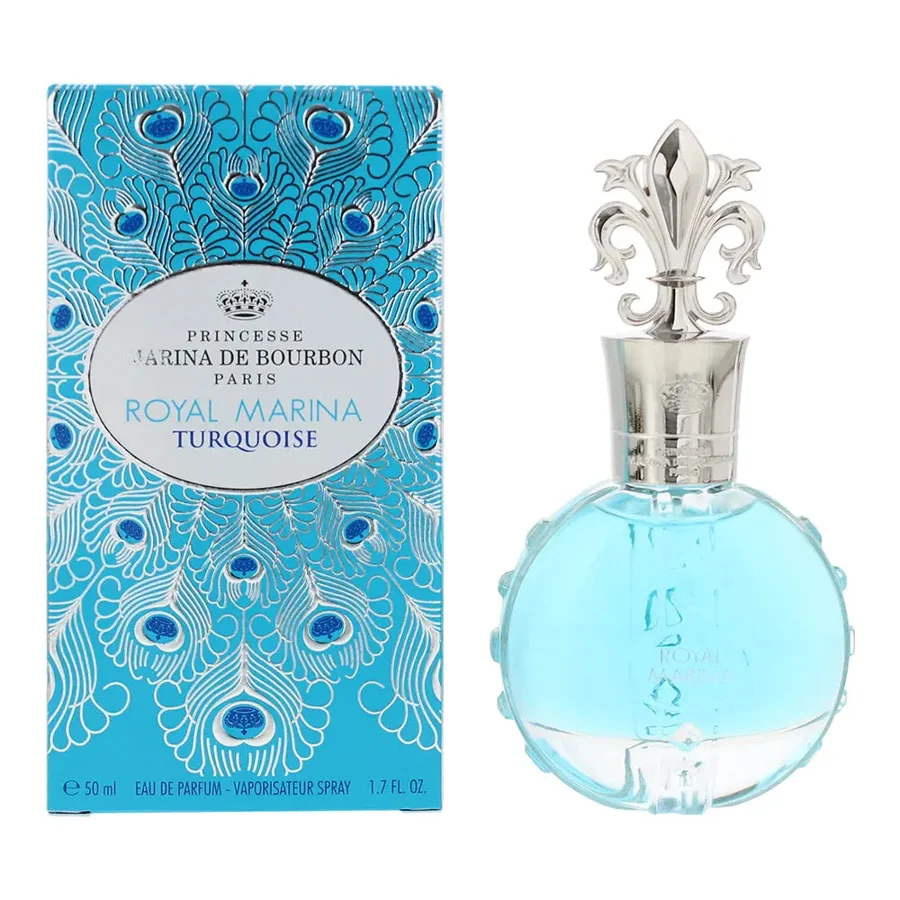 PRINCESSE
MARINA DE BOURBON
PARIS
ROYAL MARINA
TURQUOISE
℮ 50 ml EAU DE PARFUM - VAPORISATEUR SPRAY 1.7 FL. OZ.
ROYAL
MARINA